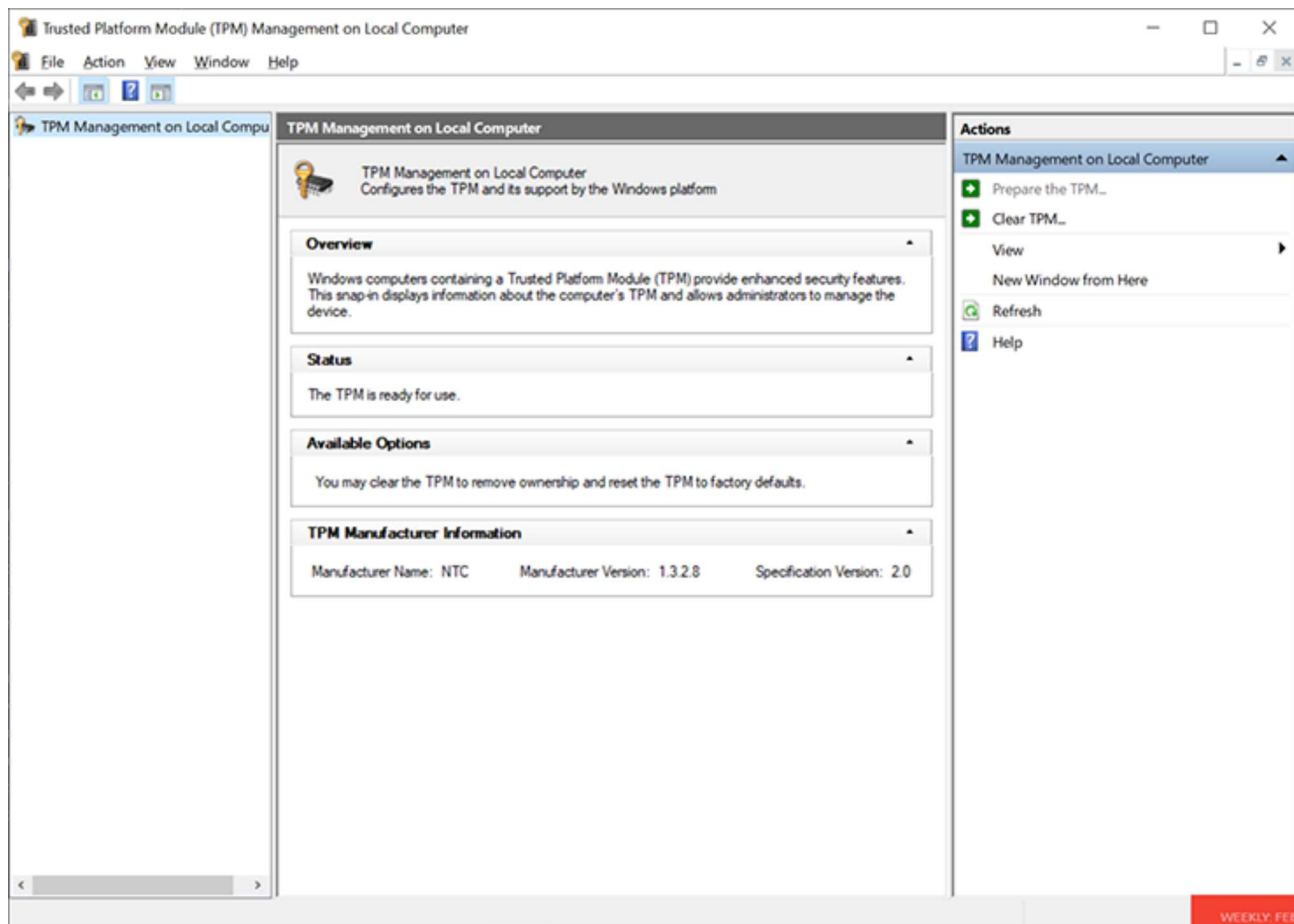 Trusted Platform Module (TPM) Management on Local Computer
File Action View Window Help
TPM Management on Local Compu
TPM Management on Local Computer
TPM Management on Local Computer
Configures the TPM and its support by the Windows platform
Overview
Windows computers containing a Trusted Platform Module (TPM) provide enhanced security features.
This snap-in displays information about the computer's TPM and allows administrators to manage the
device.
Status
The TPM is ready for use.
Available Options
You may clear the TPM to remove ownership and reset the TPM to factory defaults.
TPM Manufacturer Information
Manufacturer Name: NTC Manufacturer Version: 1.3.2.8 Specification Version: 2.0
Actions
TPM Management on Local Computer
Prepare the TPM...
Clear TPM...
View
New Window from Here
Refresh
Help
WEEKLY: FE